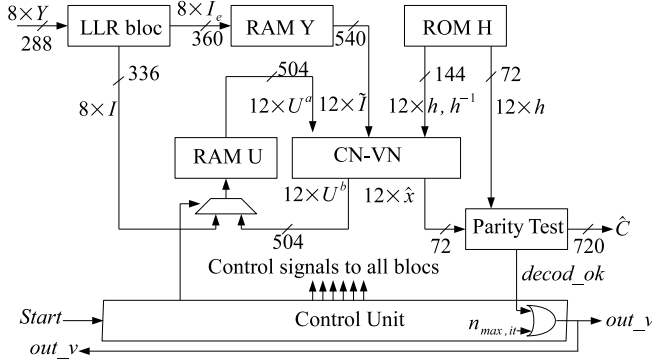 8×Y
288
LLR bloc
8×I_e
360
RAM Y
540
ROM H
336
8×I
504
144
72
12×U^a
12×Ĩ
12×h, h^{-1}
12×h
RAM U
CN-VN
12×U^b
12×x̂
504
72
Parity Test
720
Ĉ
Control signals to all blocs
decod_ok
Start
Control Unit
n_{max,it}
out_v
out_v